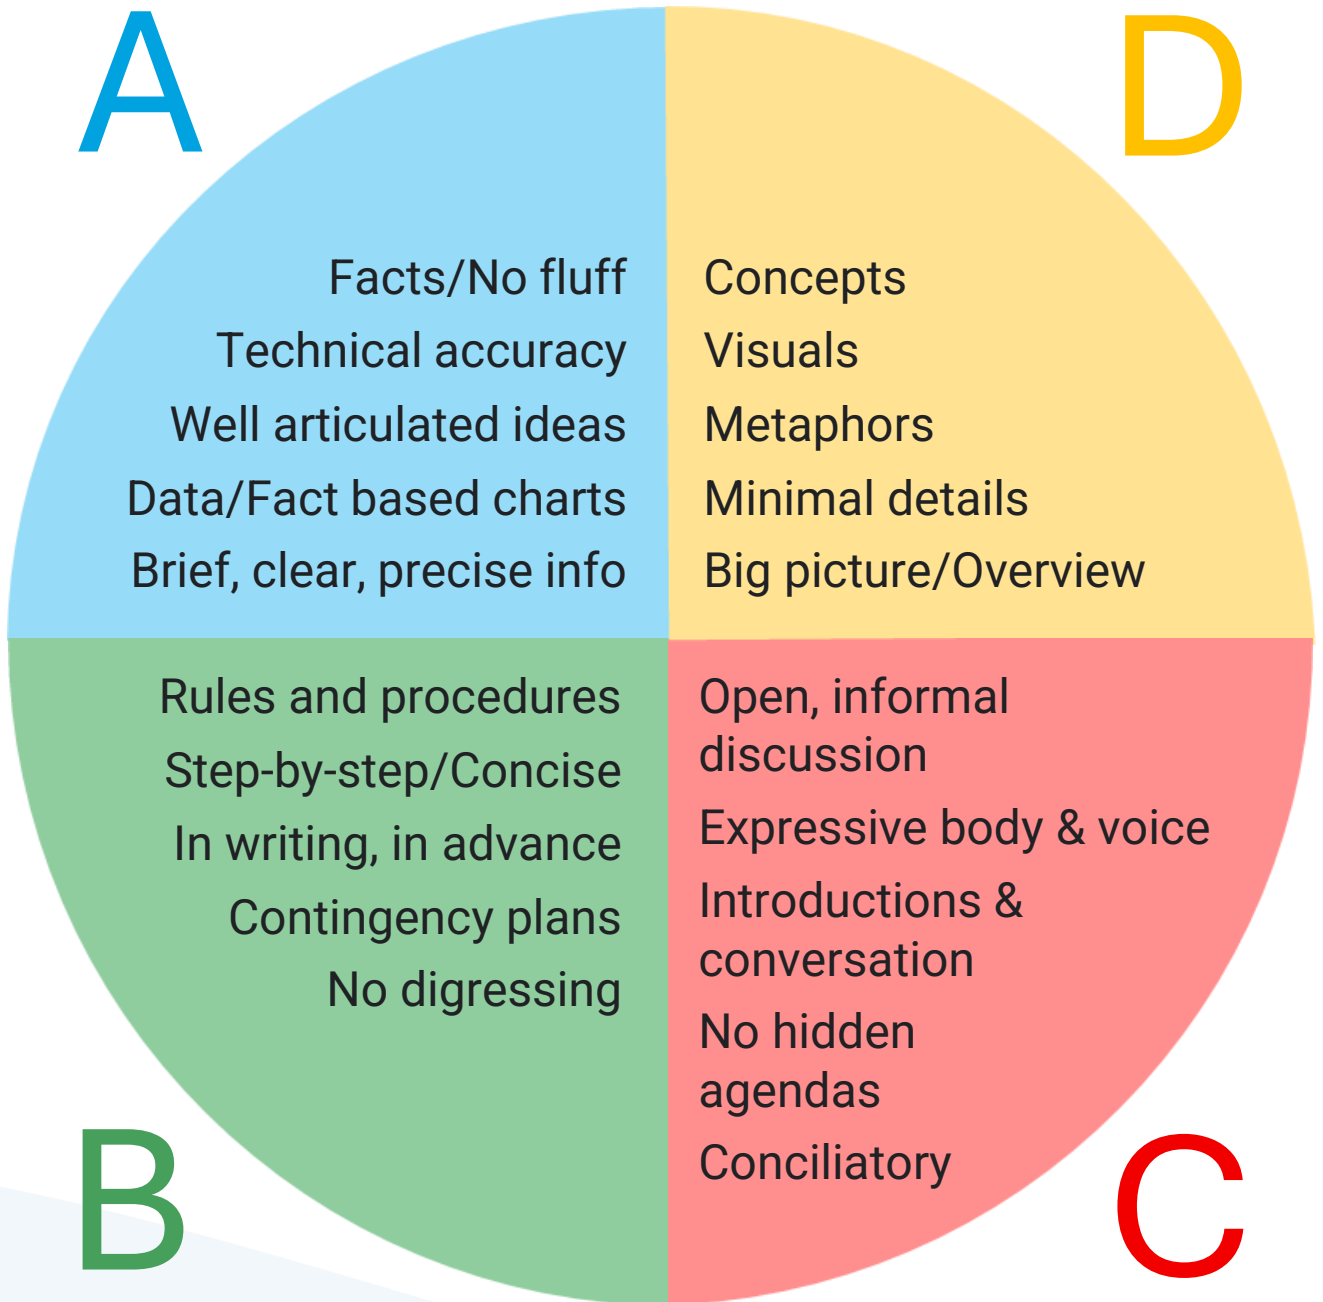 A
Facts/No fluff
Technical accuracy
Well articulated ideas
Data/Fact based charts
Brief, clear, precise info
D
Concepts
Visuals
Metaphors
Minimal details
Big picture/Overview
B
Rules and procedures
Step-by-step/Concise
In writing, in advance
Contingency plans
No digressing
C
Open, informal
discussion
Expressive body & voice
Introductions &
conversation
No hidden
agendas
Conciliatory